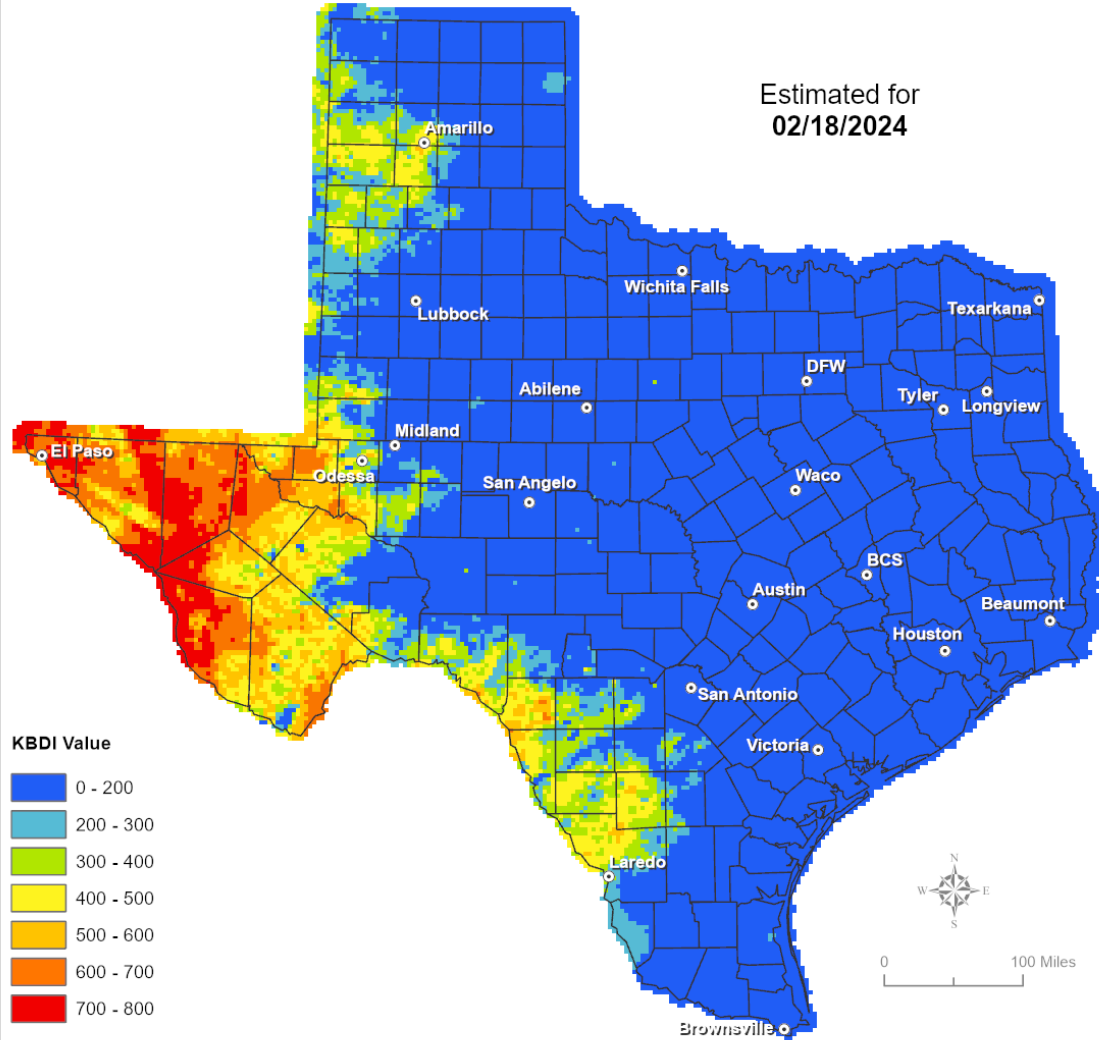 Estimated for
02/18/2024
Amarillo
Wichita Falls
Lubbock
Texarkana
DFW
Abilene
Tyler
Longview
Midland
El Paso
Odessa
San Angelo
Waco
BCS
Austin
Beaumont
Houston
San Antonio
Victoria
Laredo
Brownsville
KBDI Value
0 - 200
200 - 300
300 - 400
400 - 500
500 - 600
600 - 700
700 - 800
N
W
E
S
0
100 Miles